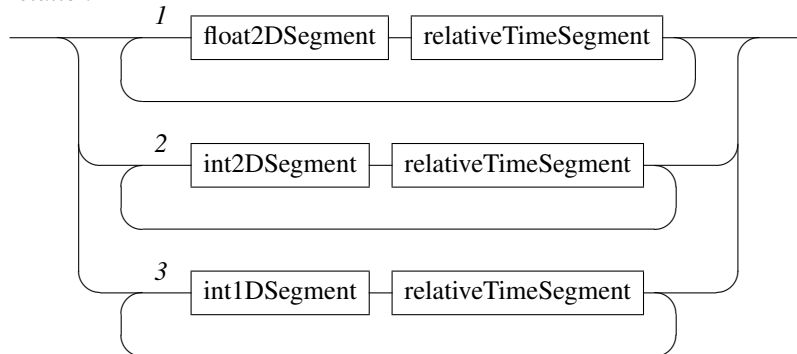 1
float2DSegment relativeTimeSegment
2
int2DSegment relativeTimeSegment
3
int1DSegment relativeTimeSegment